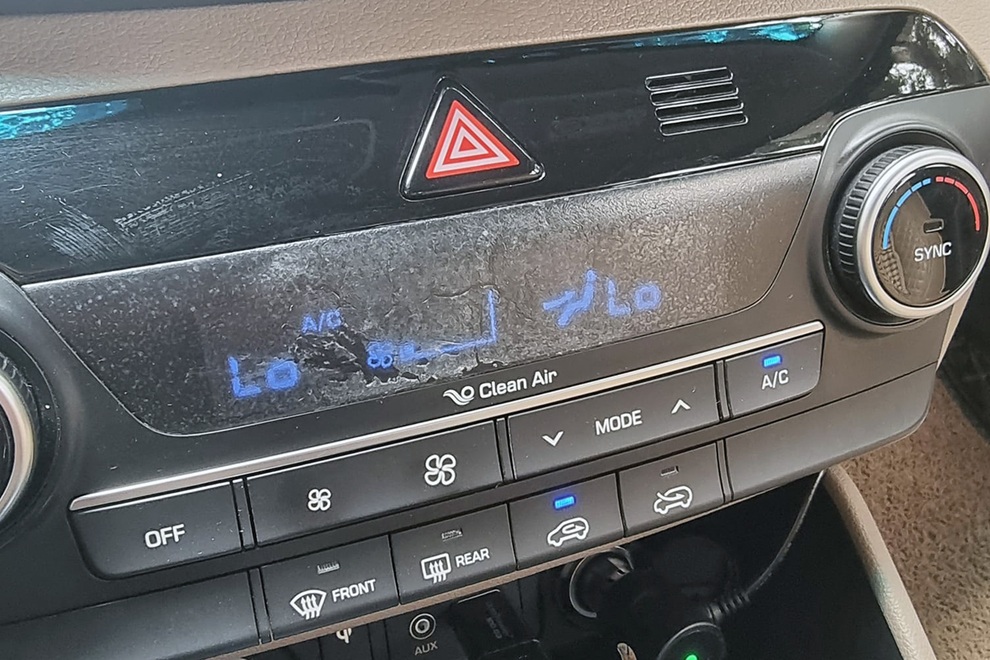 SYNC
A/C
Lo
Lo
Clean Air
MODE
A/C
OFF
REAR
FRONT
AUX